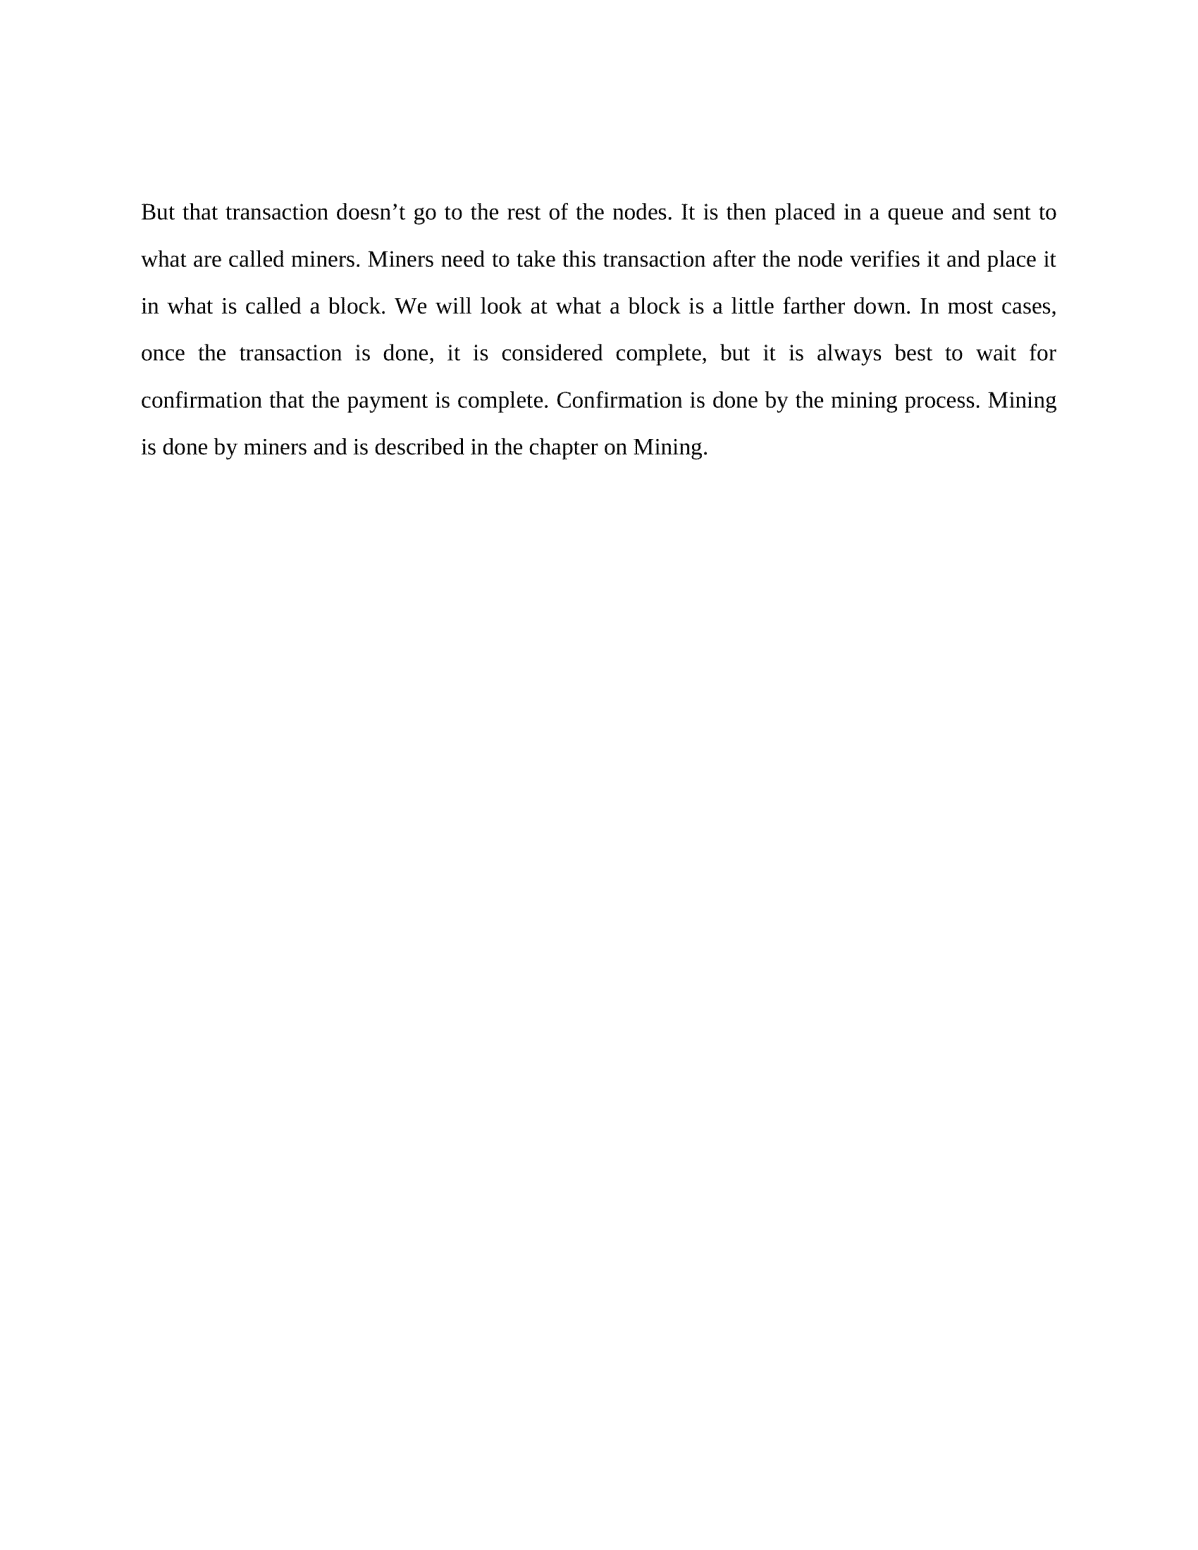 But that transaction doesn’t go to the rest of the nodes. It is then placed in a queue and sent to
what are called miners. Miners need to take this transaction after the node verifies it and place it
in what is called a block. We will look at what a block is a little farther down. In most cases,
once the transaction is done, it is considered complete, but it is always best to wait for
confirmation that the payment is complete. Confirmation is done by the mining process. Mining
is done by miners and is described in the chapter on Mining.